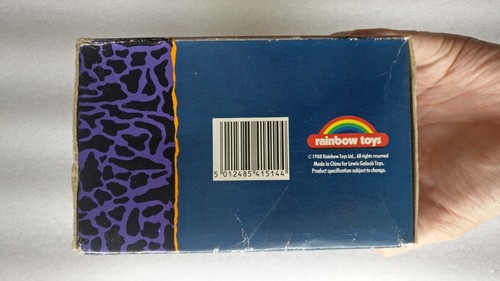 rainbow toys
© 1988 Rainbow Toys Ltd., All rights reserved
Made in China for Lewis Galoob Toys.
Product specification subject to change.
5 012485 415144